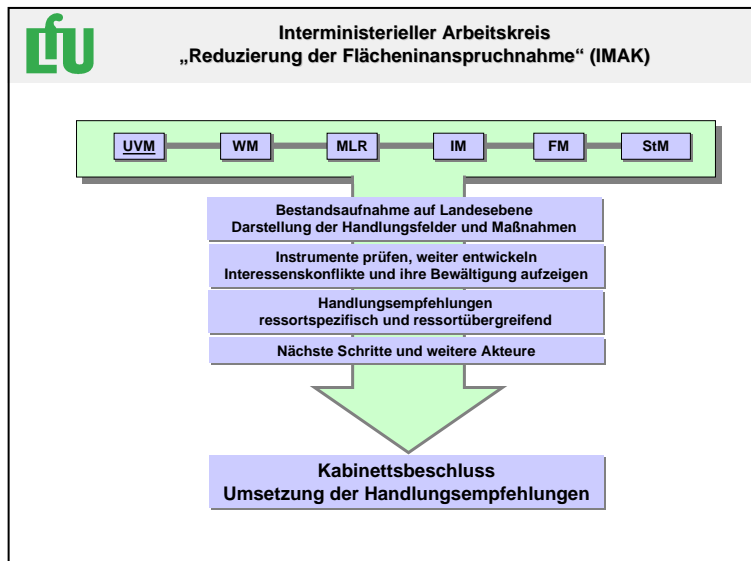 LfU
Interministerieller Arbeitskreis
„Reduzierung der Flächeninanspruchnahme“ (IMAK)
UVM WM MLR IM FM StM
Bestandsaufnahme auf Landesebene
Darstellung der Handlungsfelder und Maßnahmen
Instrumente prüfen, weiter entwickeln
Interessenskonflikte und ihre Bewältigung aufzeigen
Handlungsempfehlungen
ressortspezifisch und ressortübergreifend
Nächste Schritte und weitere Akteure
Kabinettsbeschluss
Umsetzung der Handlungsempfehlungen